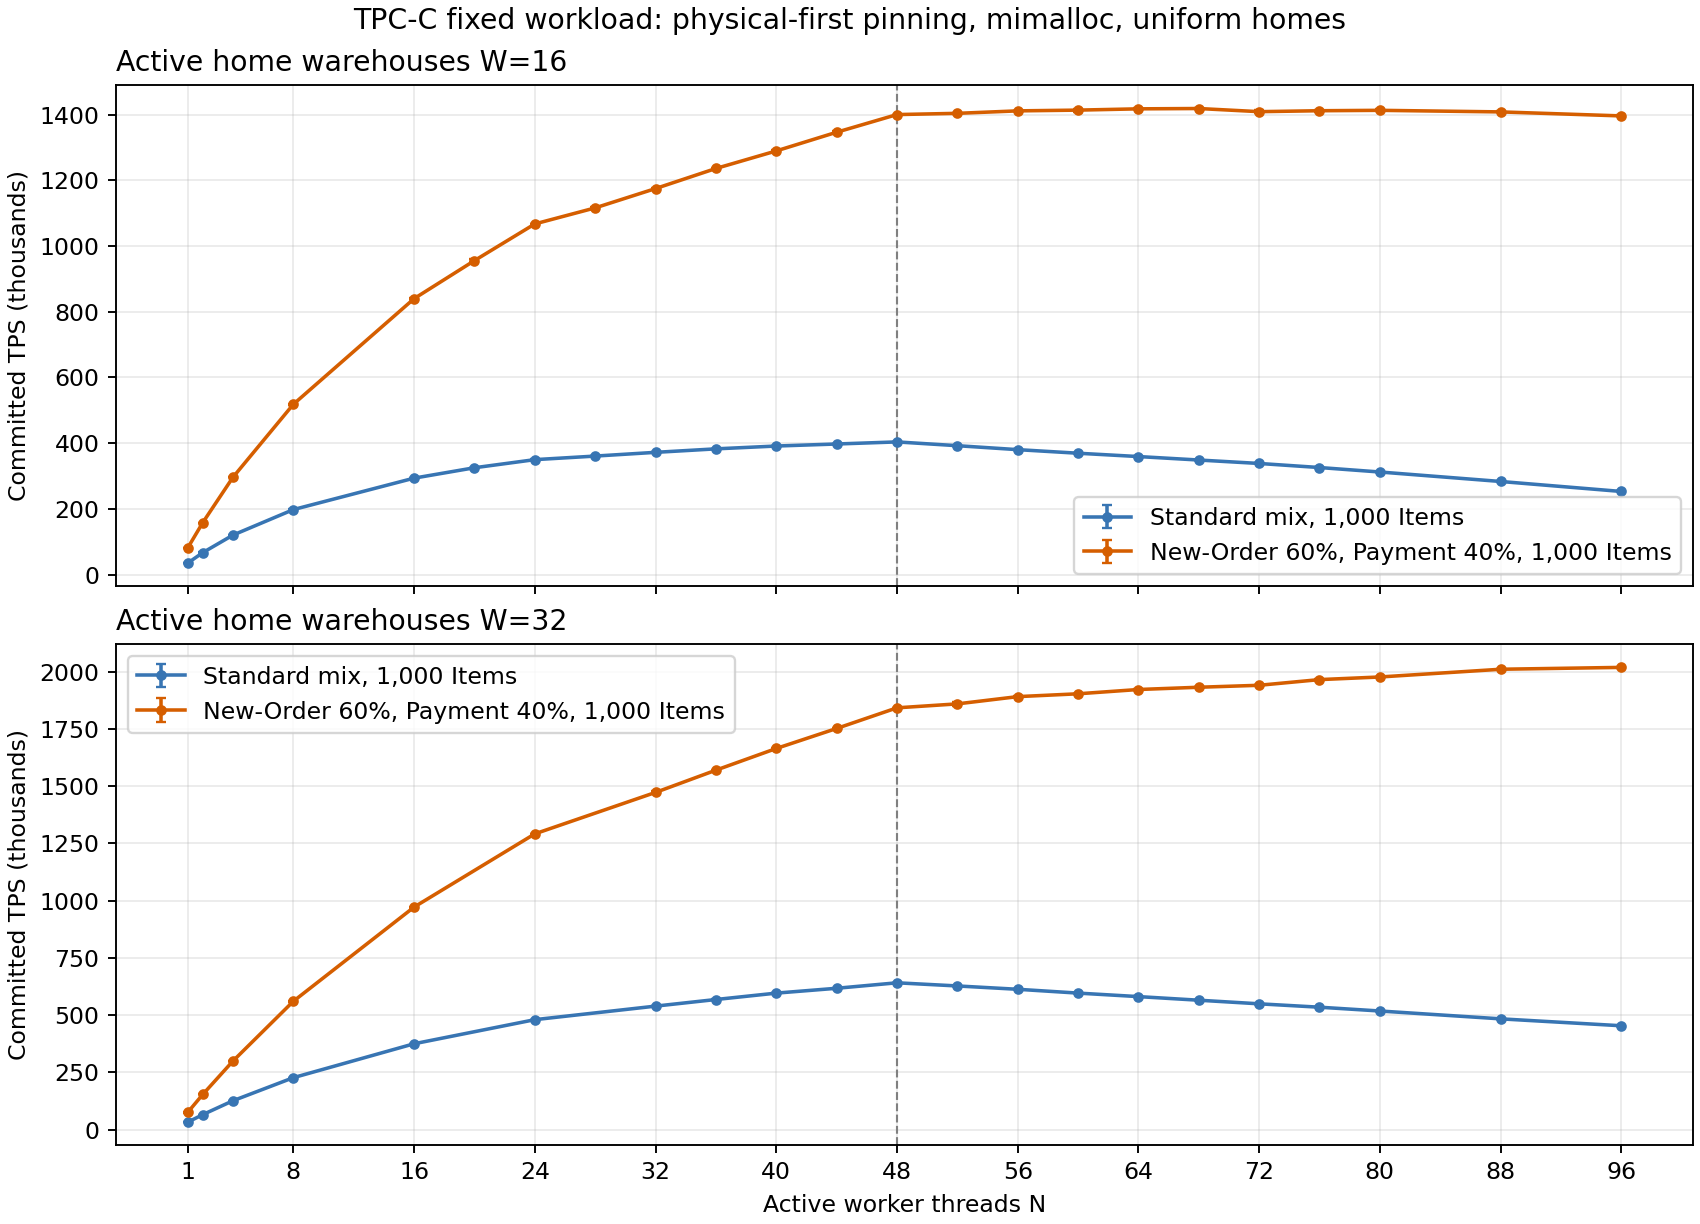 TPC-C fixed workload: physical-first pinning, mimalloc, uniform homes
Active home warehouses W=16
Committed TPS (thousands)
1400
1200
1000
800
600
400
200
0
Standard mix, 1,000 Items
New-Order 60%, Payment 40%, 1,000 Items
Active home warehouses W=32
Committed TPS (thousands)
2000
1750
1500
1250
1000
750
500
250
0
Standard mix, 1,000 Items
New-Order 60%, Payment 40%, 1,000 Items
1 8 16 24 32 40 48 56 64 72 80 88 96
Active worker threads N